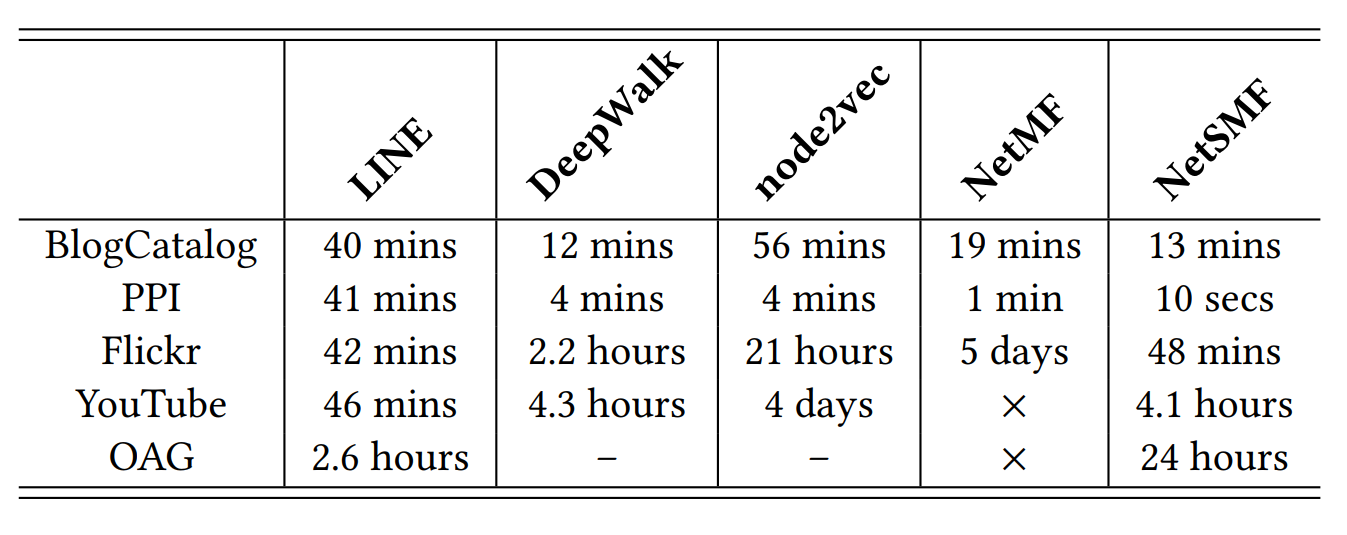 LINE DeepWalk node2vec NetMF NetSMF
BlogCatalog 40 mins 12 mins 56 mins 19 mins 13 mins
PPI 41 mins 4 mins 4 mins 1 min 10 secs
Flickr 42 mins 2.2 hours 21 hours 5 days 48 mins
YouTube 46 mins 4.3 hours 4 days × 4.1 hours
OAG 2.6 hours – – × 24 hours